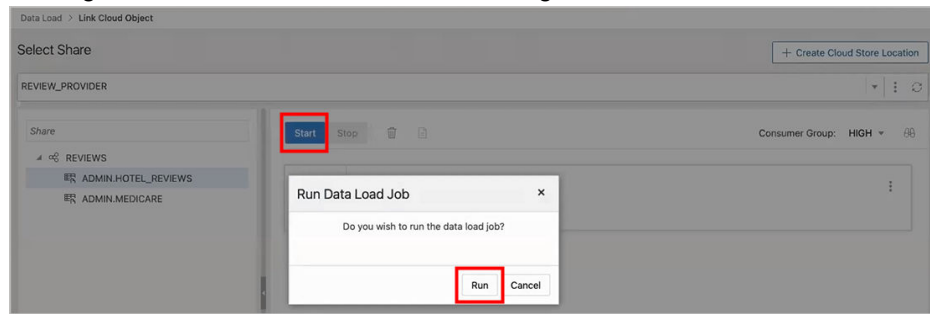 Data Load > Link Cloud Object
Select Share
+ Create Cloud Store Location
REVIEW_PROVIDER
Share
Start Stop
Consumer Group: HIGH
REVIEWS
ADMIN.HOTEL_REVIEWS
ADMIN.MEDICARE
Run Data Load Job
Do you wish to run the data load job?
Run Cancel